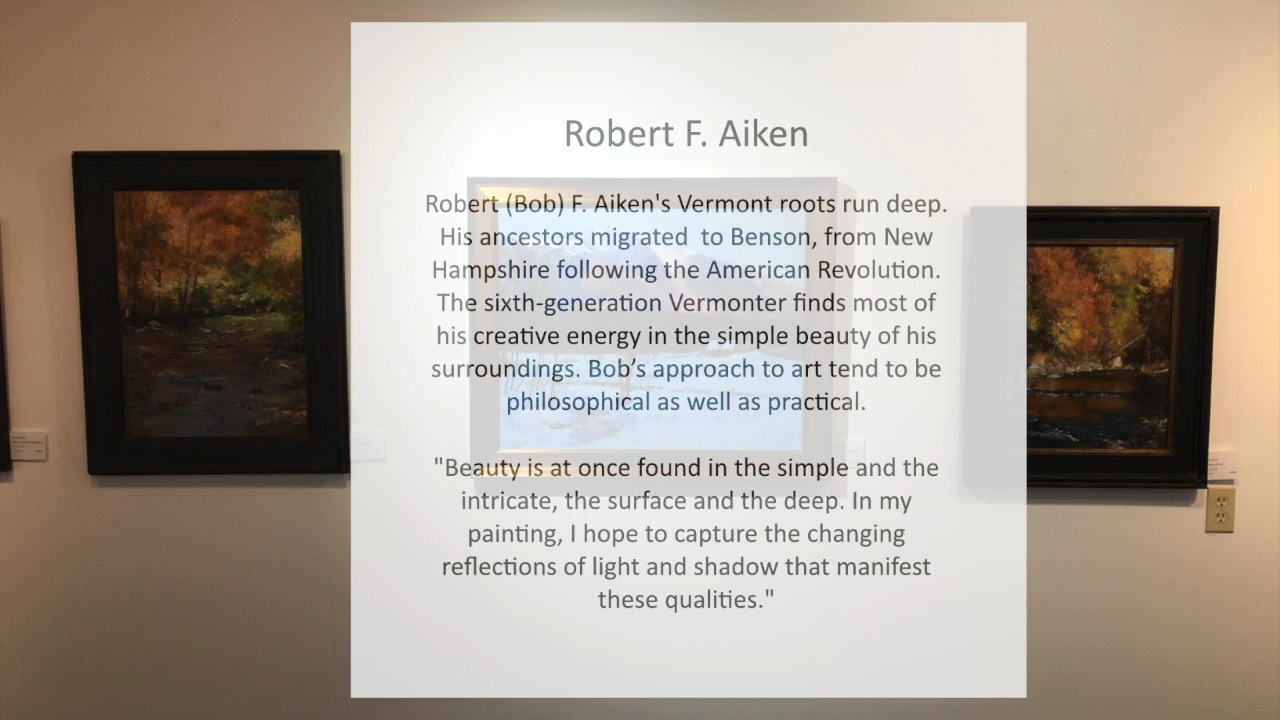 Robert F. Aiken
Robert (Bob) F. Aiken's Vermont roots run deep.
His ancestors migrated  to Benson, from New
Hampshire following the American Revolution.
The sixth-generation Vermonter finds most of
his creative energy in the simple beauty of his
surroundings. Bob’s approach to art tend to be
philosophical as well as practical.
"Beauty is at once found in the simple and the
intricate, the surface and the deep. In my
painting, I hope to capture the changing
reflections of light and shadow that manifest
these qualities."